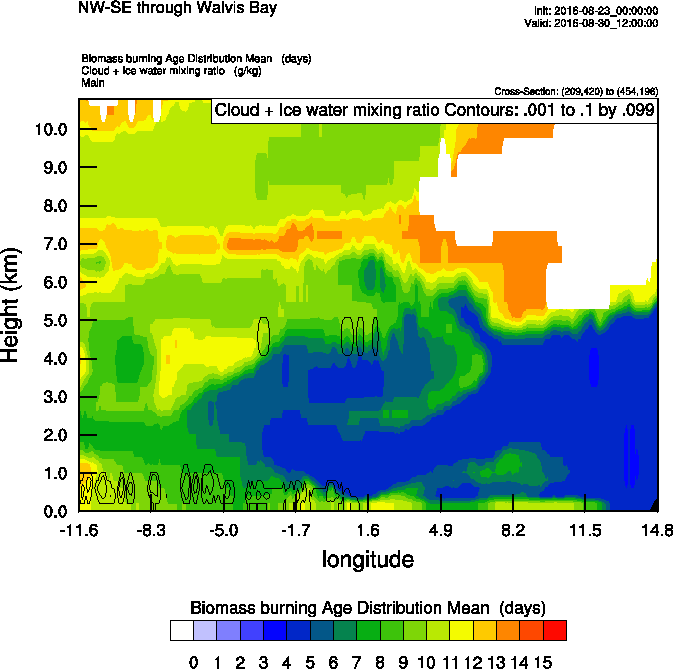 NW-SE through Walvis Bay
Init: 2016-08-23_00:00:00
Valid: 2016-08-30_12:00:00
Biomass burning Age Distribution Mean (days)
Cloud + Ice water mixing ratio (g/kg)
Main
Cross-Section: (209,420) to (454,196)
Cloud + Ice water mixing ratio Contours: .001 to .1 by .099
10.0
9.0
8.0
7.0
6.0
5.0
4.0
3.0
2.0
1.0
0.0
Height (km)
-11.6 -8.3 -5.0 -1.7 1.6 4.9 8.2 11.5 14.8
longitude
Biomass burning Age Distribution Mean (days)
0 1 2 3 4 5 6 7 8 9 10 11 12 13 14 15